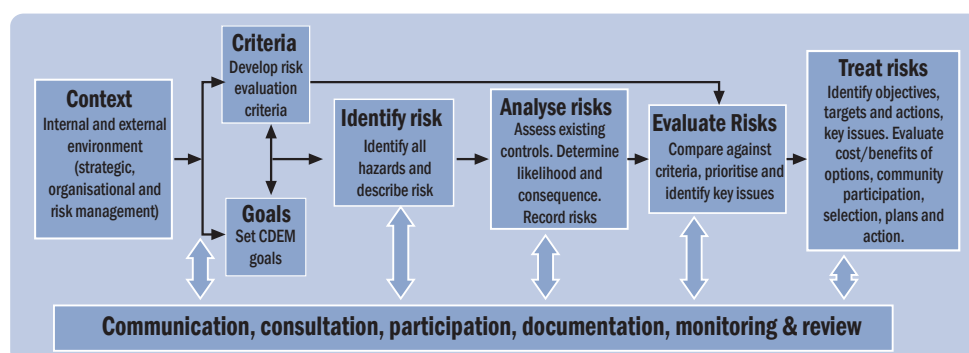 Context
Internal and external
environment
(strategic,
organisational and
risk management)
Criteria
Develop risk
evaluation
criteria
Goals
Set CDEM
goals
Identify risk
Identify all
hazards and
describe risk
Analyse risks
Assess existing
controls. Determine
likelihood and
consequence.
Record risks
Evaluate Risks
Compare against
criteria, prioritise and
identify key issues
Treat risks
Identify objectives,
targets and actions,
key issues. Evaluate
cost/benefits of
options, community
participation,
selection, plans and
action.
Communication, consultation, participation, documentation, monitoring & review